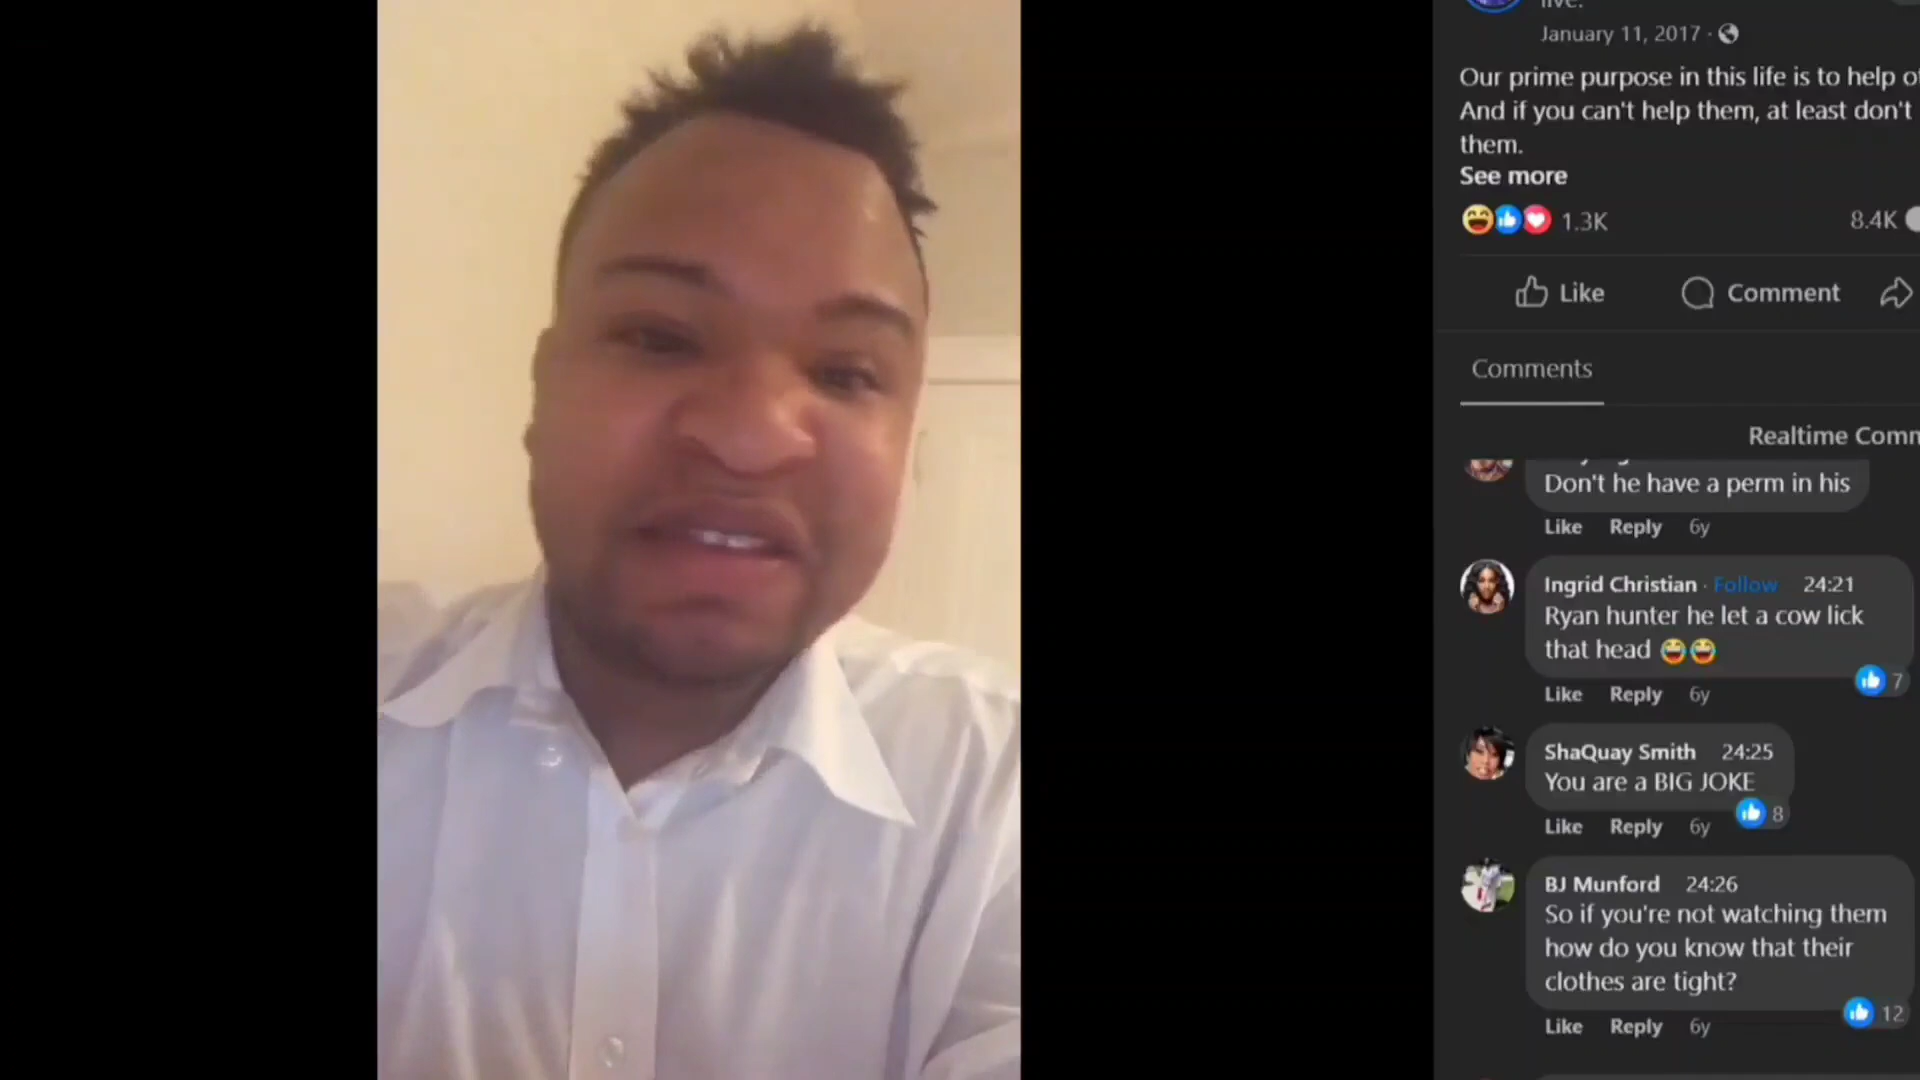 live.
January 11, 2017 ·
Our prime purpose in this life is to help
And if you can't help them, at least don't
them.
See more
1.3K
8.4K
Like
Comment
Comments
Realtime
Don't he have a perm in his
Like Reply 6y
Ingrid Christian · Follow 24:21
Ryan hunter he let a cow lick
that head
7
Like Reply 6y
ShaQuay Smith 24:25
You are a BIG JOKE
8
Like Reply 6y
BJ Munford 24:26
So if you're not watching them
how do you know that their
clothes are tight?
12
Like Reply 6y